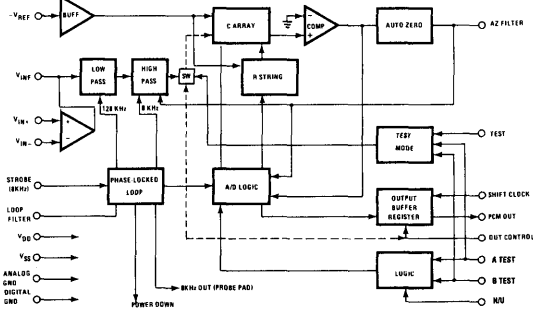 -VREF
BUFF
C ARRAY
- COMP +
AUTO ZERO
AZ FILTER
R STRING
VINF
LOW PASS
HIGH PASS
SW
128 KHz
8 KHz
VIN+
VIN-
+
-
TEST MODE
TEST
STROBE (8KHz)
PHASE-LOCKED LOOP
A/D LOGIC
OUTPUT BUFFER REGISTER
SHIFT CLOCK
PCM OUT
LOOP FILTER
OUT CONTROL
VDD
VSS
LOGIC
A TEST
B TEST
ANALOG GND
DIGITAL GND
8KHz OUT (PROBE PAD)
POWER DOWN